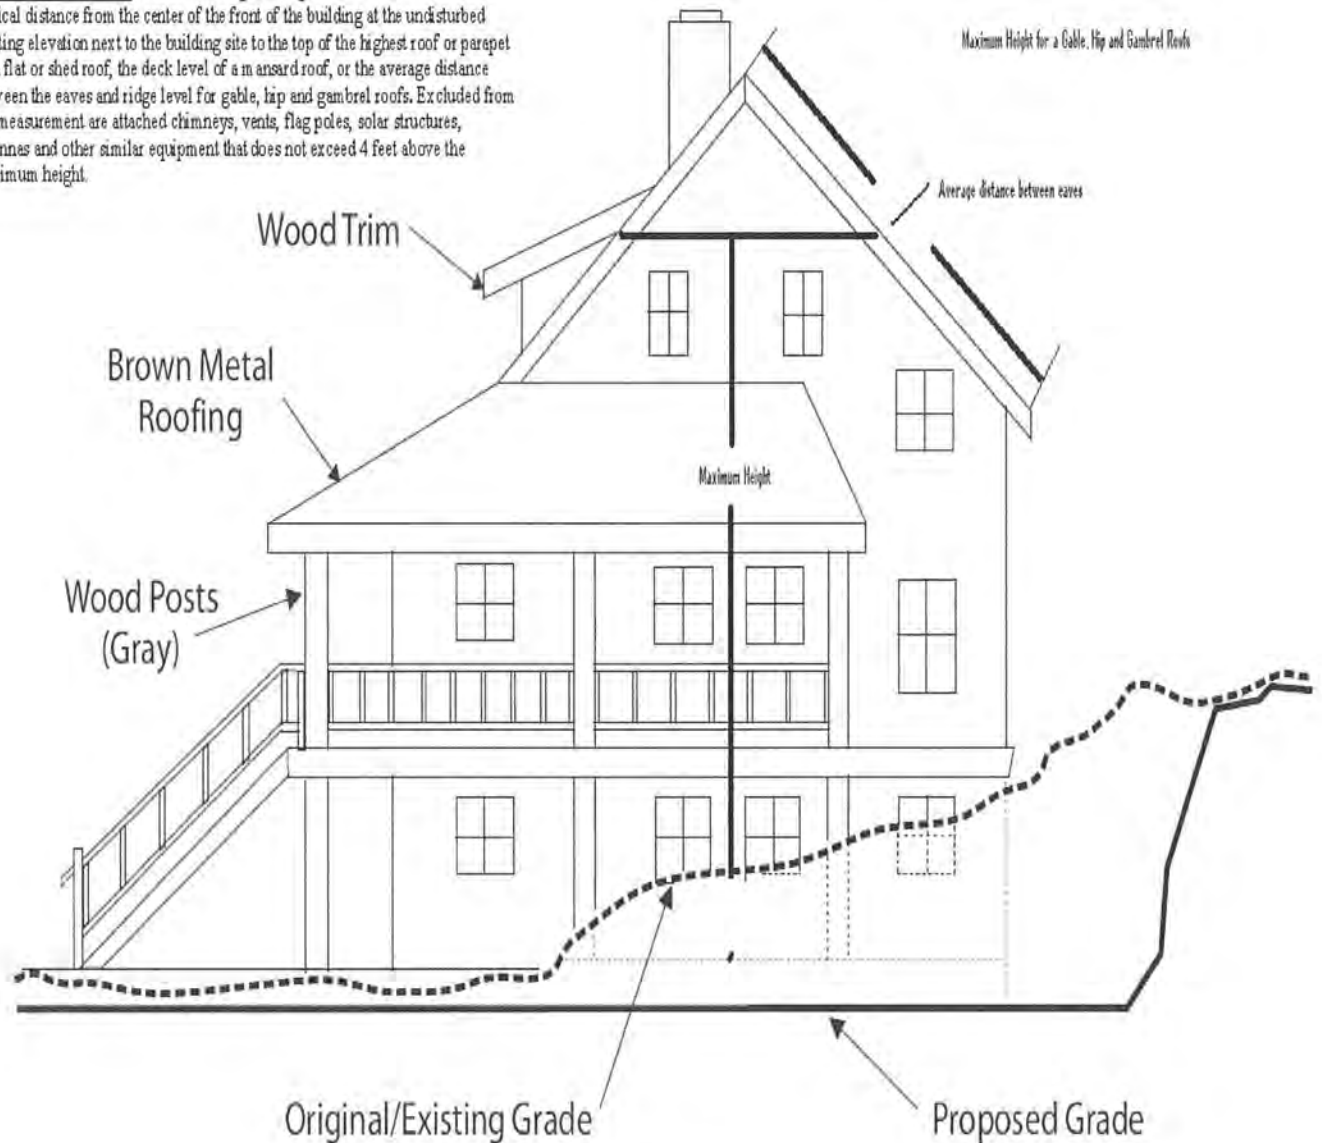 ical distance from the center of the front of the building at the undisturbed
ting elevation next to the building site to the top of the highest roof or parapet
flat or shed roof, the deck level of a mansard roof, or the average distance
ween the eaves and ridge level for gable, hip and gambrel roofs. Excluded from
measurement are attached chimneys, vents, flag poles, solar structures,
nnas and other similar equipment that does not exceed 4 feet above the
imum height.
Maximum Height for a Gable, Hip and Gambrel Roofs
Average distance between eaves
Wood Trim
Brown Metal
Roofing
Maximum Height
Wood Posts
(Gray)
Original/Existing Grade
Proposed Grade